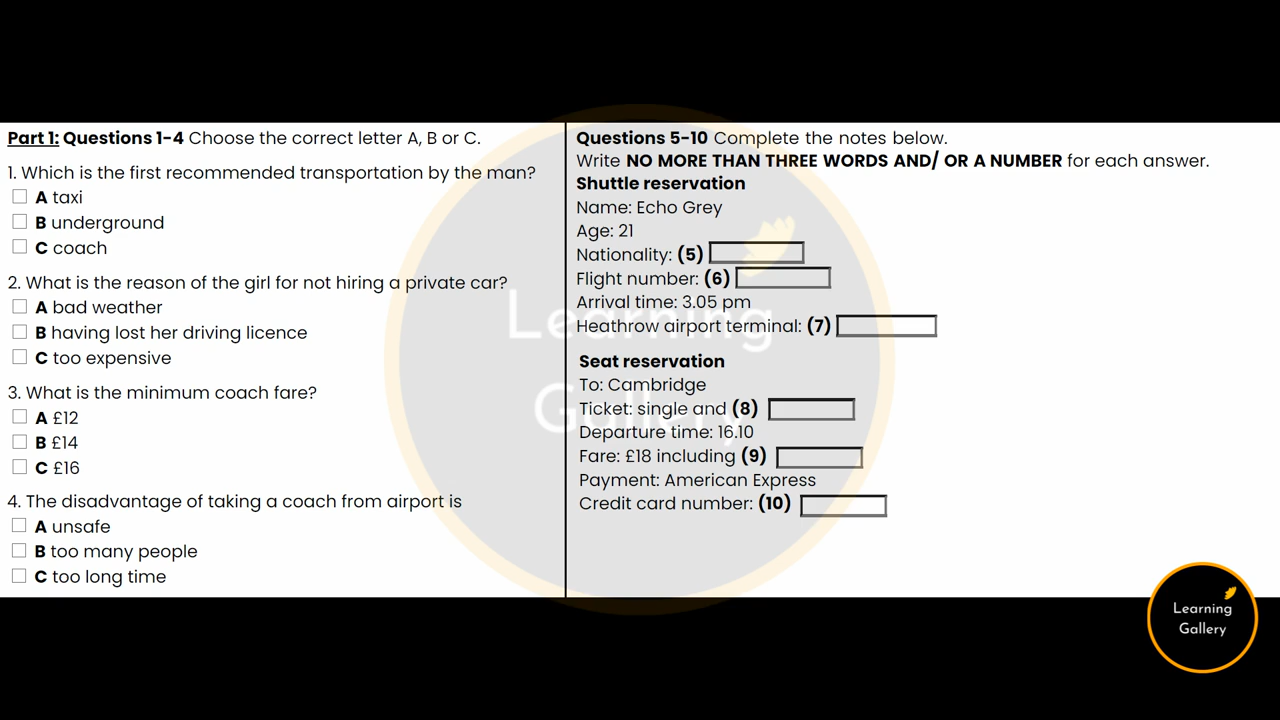 Part 1: Questions 1-4 Choose the correct letter A, B or C.
1. Which is the first recommended transportation by the man?
A taxi
B underground
C coach
2. What is the reason of the girl for not hiring a private car?
A bad weather
B having lost her driving licence
C too expensive
3. What is the minimum coach fare?
A £12
B £14
C £16
4. The disadvantage of taking a coach from airport is
A unsafe
B too many people
C too long time
Questions 5-10 Complete the notes below.
Write NO MORE THAN THREE WORDS AND/ OR A NUMBER for each answer.
Shuttle reservation
Name: Echo Grey
Age: 21
Nationality: (5)
Flight number: (6)
Arrival time: 3.05 pm
Heathrow airport terminal: (7)
Seat reservation
To: Cambridge
Ticket: single and (8)
Departure time: 16.10
Fare: £18 including (9)
Payment: American Express
Credit card number: (10)
Learning
Gallery
Learning
Gallery